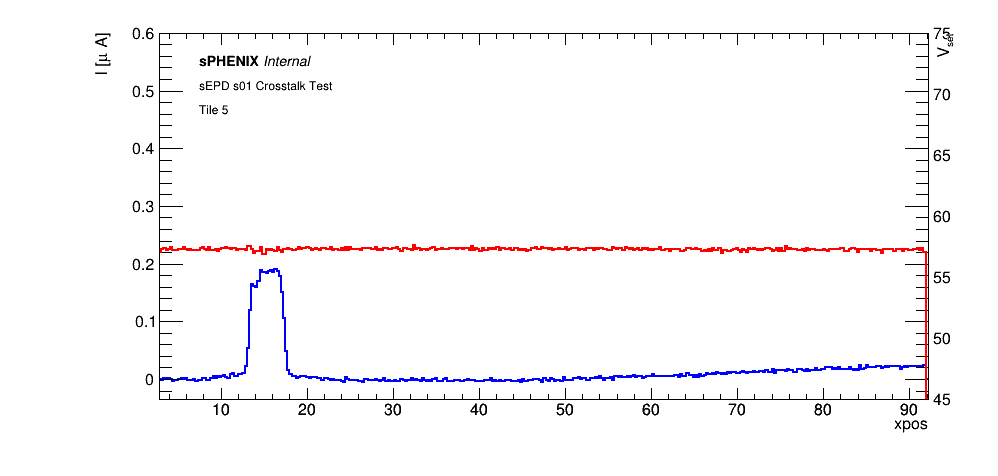 I [μ A]
0.6
0.5
0.4
0.3
0.2
0.1
0
sPHENIX Internal
sEPD s01 Crosstalk Test
Tile 5
75
70
65
60
55
50
45
V set
10 20 30 40 50 60 70 80 90
xpos